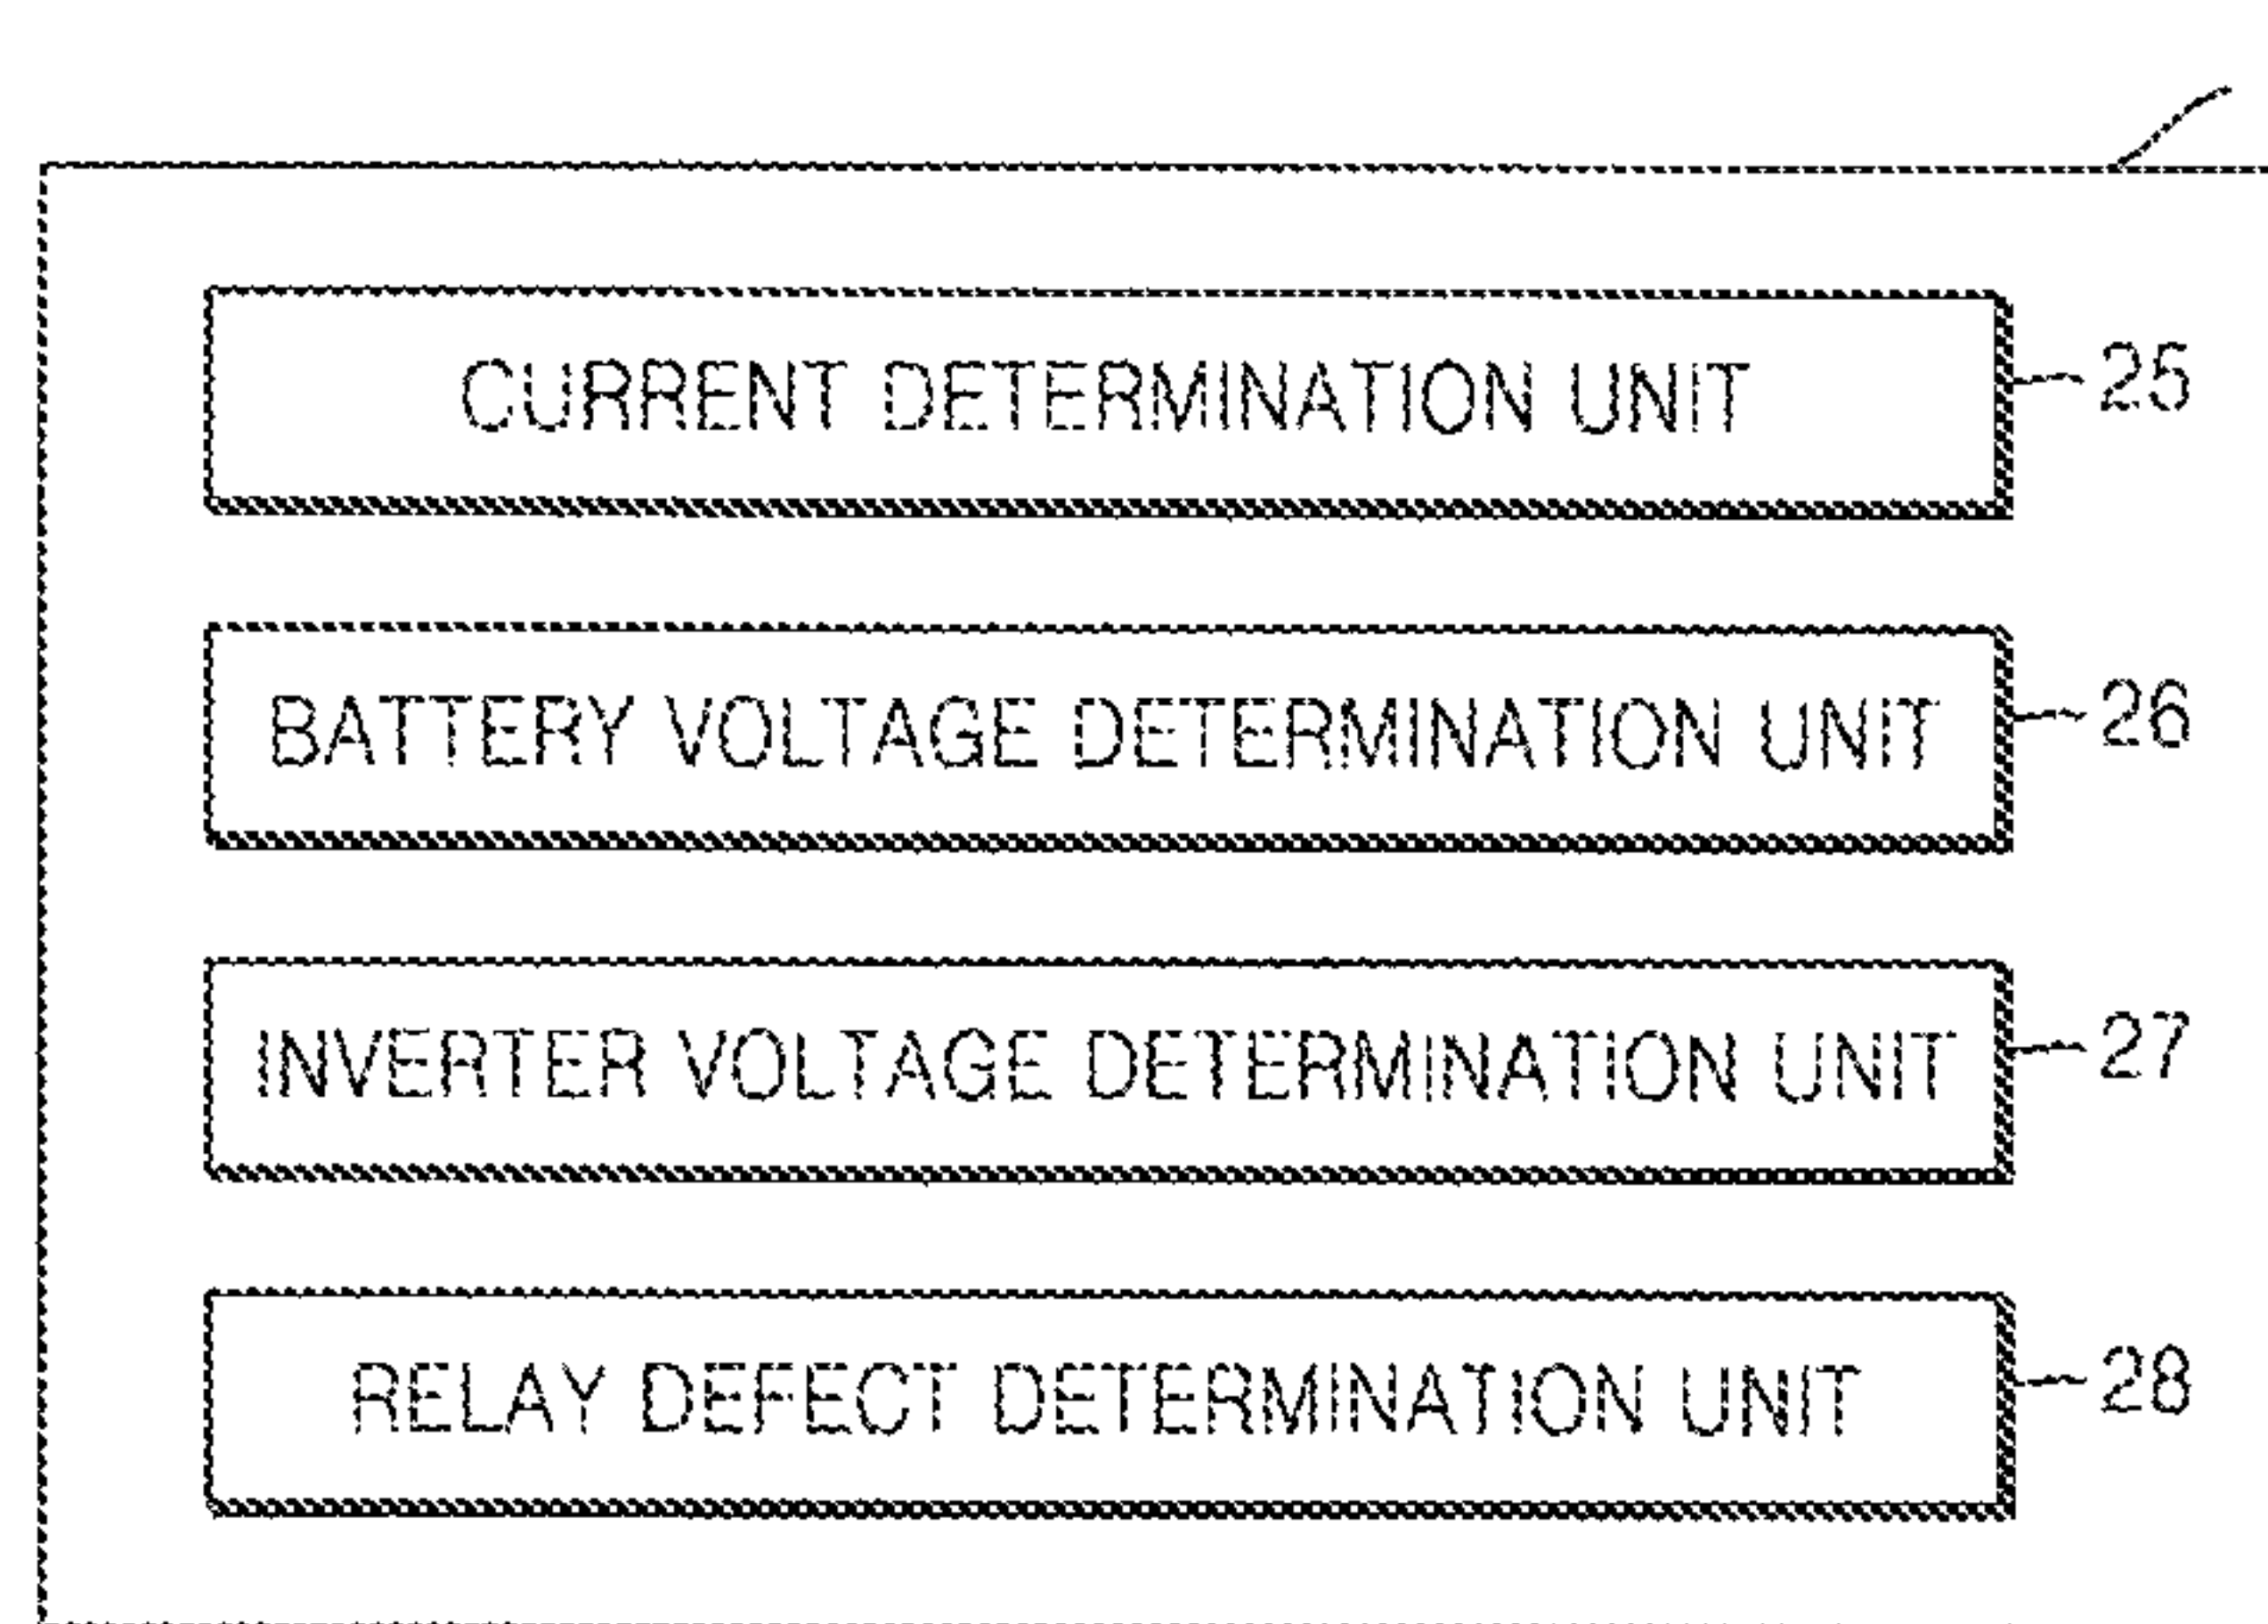 CURRENT DETERMINATION UNIT 25
BATTERY VOLTAGE DETERMINATION UNIT 26
INVERTER VOLTAGE DETERMINATION UNIT 27
RELAY DEFECT DETERMINATION UNIT 28